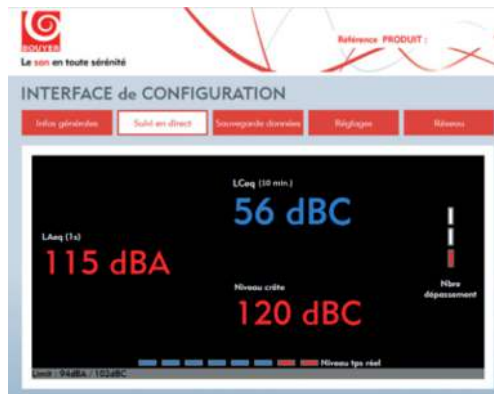 BOUYER
Le son en toute sérénité
Référence PRODUIT :
INTERFACE de CONFIGURATION
Infos générales
Suivi en direct
Sauvegarde données
Réglages
Réseau
LCeq (10 min.)
56 dBC
LAeq (1s)
115 dBA
Niveau crête
120 dBC
Nbre
dépassement
Niveau tps réel
Limit : 94dBA / 102dBC